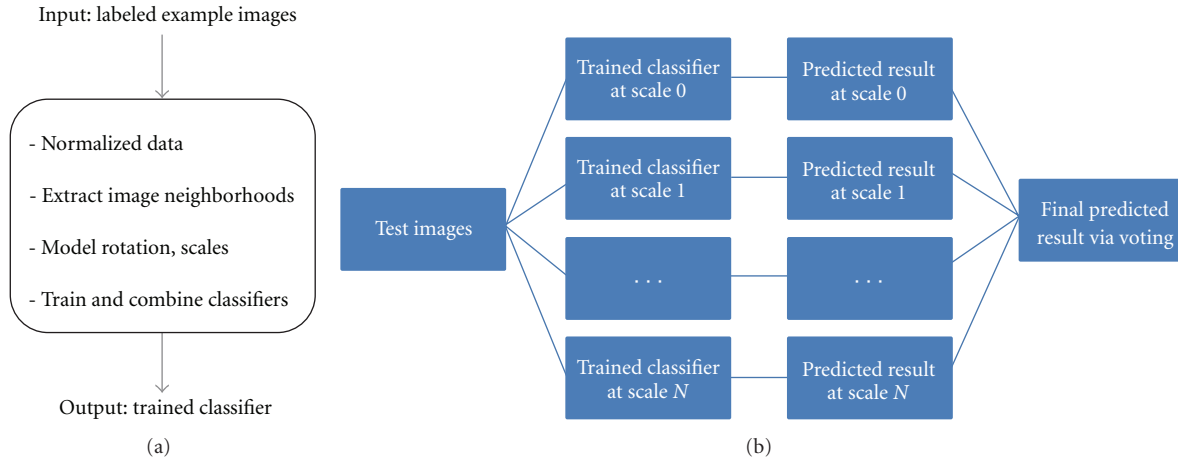 Input: labeled example images
- Normalized data
- Extract image neighborhoods
- Model rotation, scales
- Train and combine classifiers
Output: trained classifier
(a)
Test images
Trained classifier
at scale 0
Predicted result
at scale 0
Trained classifier
at scale 1
Predicted result
at scale 1
. . .
. . .
Trained classifier
at scale N
Predicted result
at scale N
Final predicted
result via voting
(b)